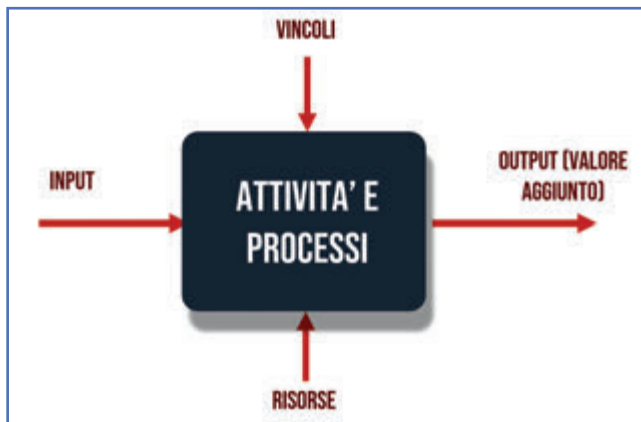 VINCOLI
INPUT
ATTIVITA' E
PROCESSI
OUTPUT (VALORE
AGGIUNTO)
RISORSE